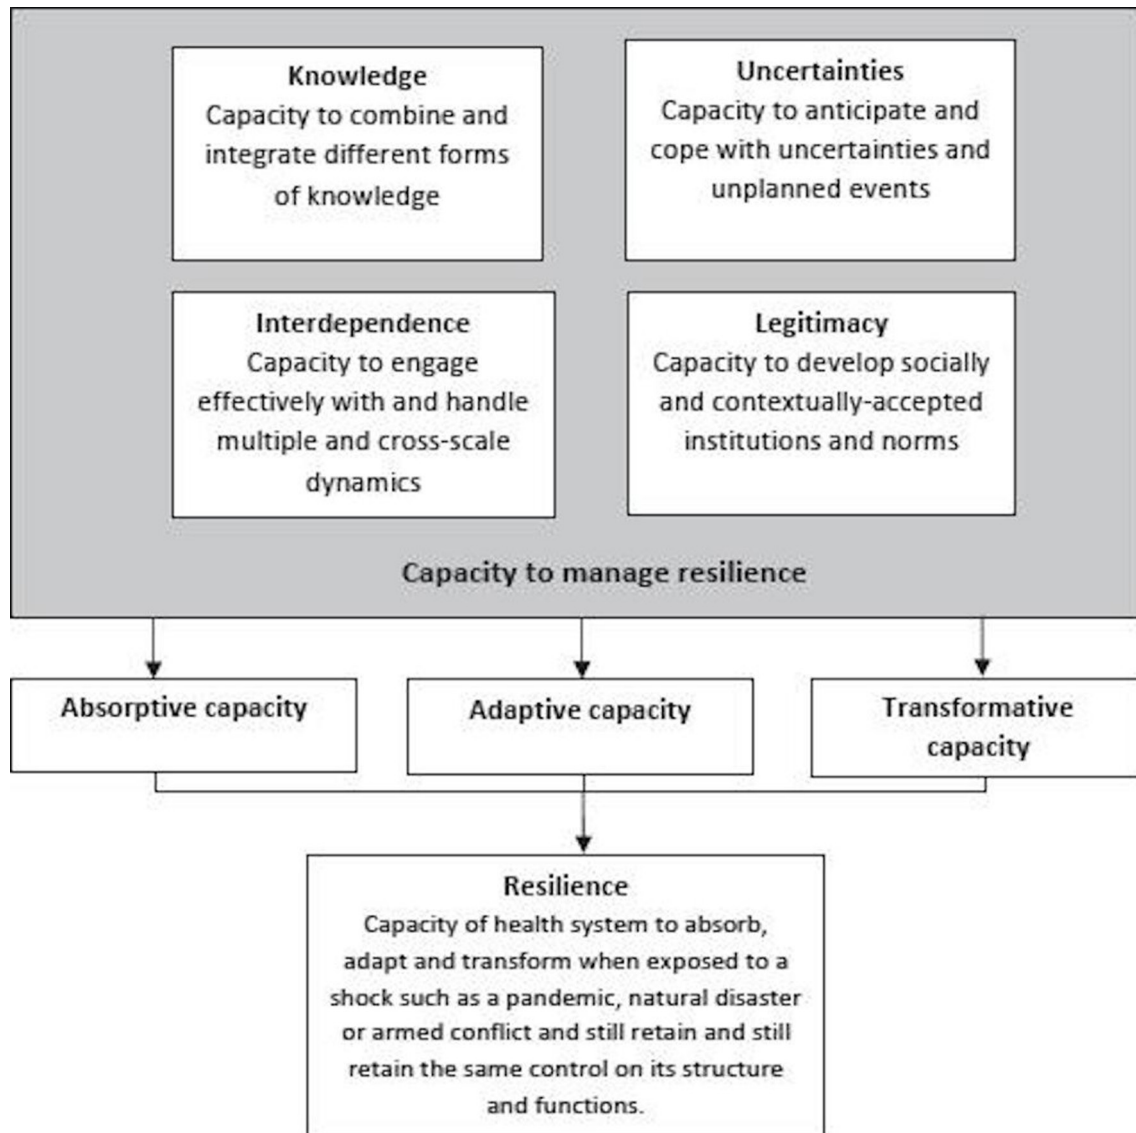 Knowledge
Capacity to combine and
integrate different forms
of knowledge
Uncertainties
Capacity to anticipate and
cope with uncertainties and
unplanned events
Interdependence
Capacity to engage
effectively with and handle
multiple and cross-scale
dynamics
Legitimacy
Capacity to develop socially
and contextually-accepted
institutions and norms
Capacity to manage resilience
Absorptive capacity
Adaptive capacity
Transformative
capacity
Resilience
Capacity of health system to absorb,
adapt and transform when exposed to a
shock such as a pandemic, natural disaster
or armed conflict and still retain and still
retain the same control on its structure
and functions.